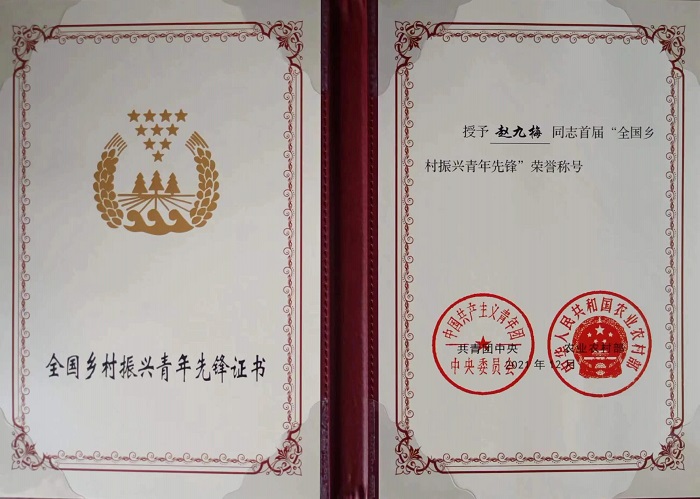 全国乡村振兴青年先锋证书
授予 赵九梅 同志首届“全国乡
村振兴青年先锋”荣誉称号
中国共产主义青年团
中央委员会
中华人民共和国农业农村部
共青团中央 农业农村部
2021年12月